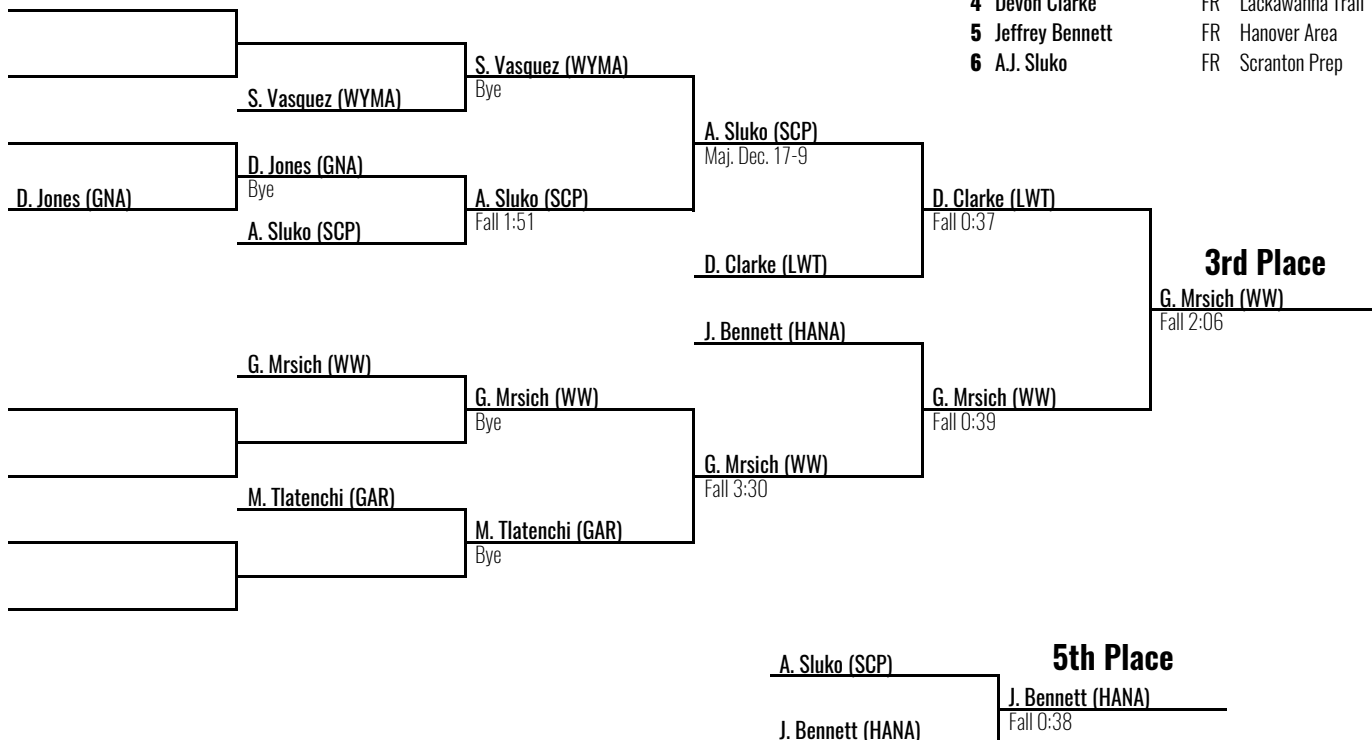 4 Devon Clarke FR Lackawanna Trail
5 Jeffrey Bennett FR Hanover Area
6 A.J. Sluko FR Scranton Prep
S. Vasquez (WYMA)
Bye
S. Vasquez (WYMA)
A. Sluko (SCP)
Maj. Dec. 17-9
D. Jones (GNA)
Bye
D. Jones (GNA)
A. Sluko (SCP)
Fall 1:51
D. Clarke (LWT)
Fall 0:37
A. Sluko (SCP)
D. Clarke (LWT)
3rd Place
G. Mrsich (WW)
Fall 2:06
J. Bennett (HANA)
G. Mrsich (WW)
G. Mrsich (WW)
Bye
G. Mrsich (WW)
Fall 0:39
G. Mrsich (WW)
Fall 3:30
M. Tlatenchi (GAR)
M. Tlatenchi (GAR)
Bye
5th Place
A. Sluko (SCP)
J. Bennett (HANA)
Fall 0:38
J. Bennett (HANA)